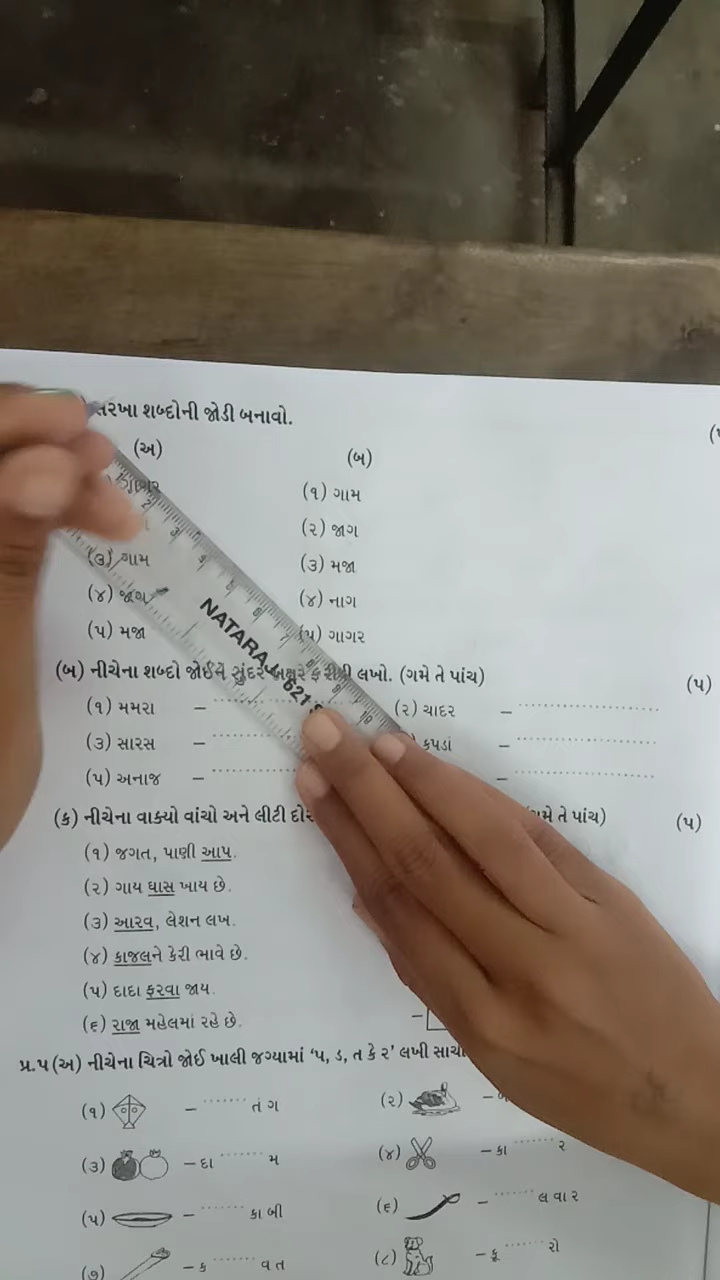 સરખા શબ્દોની જોડી બનાવો.
(અ) (બ)
ગાગર (૧) ગામ
(૨) જાગ
(૩) ગામ (૩) મજા
(૪) જાગ (૪) નાગ
(૫) મજા (૫) ગાગર
NATARAJ 621
(બ) નીચેના શબ્દો જોઈને સુંદર અક્ષરે ફરીથી લખો. (ગમે તે પાંચ) (૫)
(૧) મમરા – (૨) ચાદર –
(૩) સારસ – કપડાં –
(૫) અનાજ – –
(ક) નીચેના વાક્યો વાંચો અને લીટી ગમે તે પાંચ) (૫)
(૧) જગત, પાણી આપ.
(૨) ગાય ઘાસ ખાય છે.
(૩) આરવ, લેશન લખ.
(૪) કાજલને કેરી ભાવે છે.
(૫) દાદા ફરવા જાય.
(૬) રાજા મહેલમાં રહે છે. –
પ્ર.૫ (અ) નીચેના ચિત્રો જોઈ ખાલી જગ્યામાં ‘પ, ડ, ત કે ર’ લખી
(૧) – ....... તં ગ (૨) –
(૩) – દા ....... મ (૪) – કા ....... ર
(૫) – ....... કા બી (૬) – ....... લ વા ર
(૭) – ક ....... વ ત (૮) – કૂ ....... રો